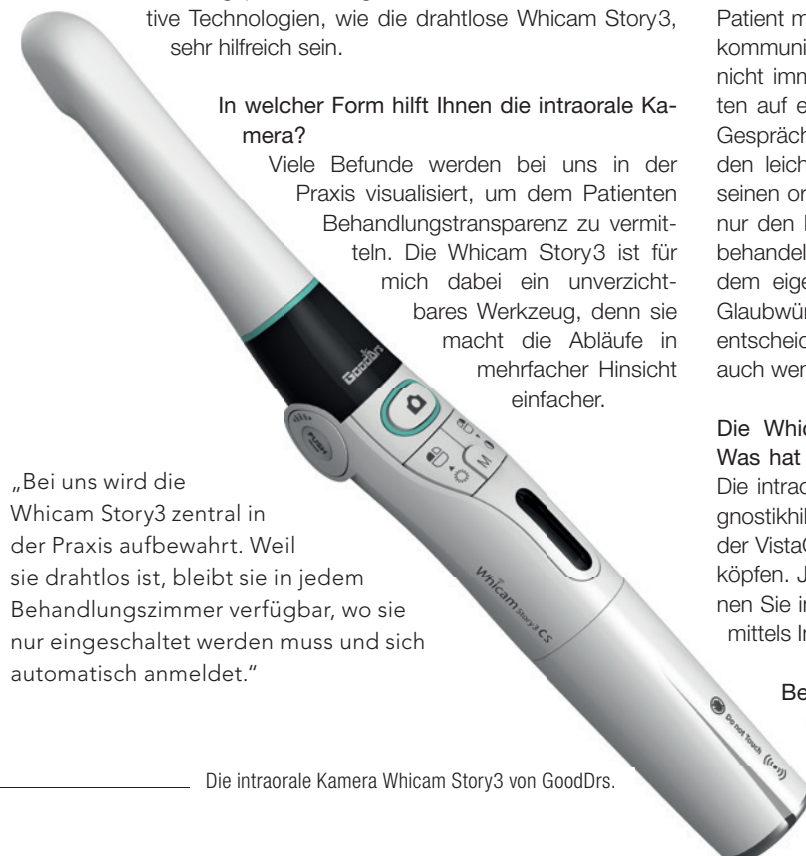 tive Technologien, wie die drahtlose Whicam Story3,
sehr hilfreich sein.
In welcher Form hilft Ihnen die intraorale Ka-
mera?
Viele Befunde werden bei uns in der
Praxis visualisiert, um dem Patienten
Behandlungstransparenz zu vermit-
teln. Die Whicam Story3 ist für
mich dabei ein unverzicht-
bares Werkzeug, denn sie
macht die Abläufe in
mehrfacher Hinsicht
einfacher.
„Bei uns wird die
Whicam Story3 zentral in
der Praxis aufbewahrt. Weil
sie drahtlos ist, bleibt sie in jedem
Behandlungszimmer verfügbar, wo sie
nur eingeschaltet werden muss und sich
automatisch anmeldet.“
GoodDrs
PUSH
M
Whicam Story3 CS
Do not Touch
Die intraorale Kamera Whicam Story3 von GoodDrs.
Patient m
kommuni
nicht imm
ten auf e
Gespräch
den leich
seinen or
nur den
behandel
dem eige
Glaubwür
entscheid
auch wer
Die Whic
Was hat
Die intrao
gnostikhil
der Vista
köpfen. J
nen Sie i
mittels I
Be